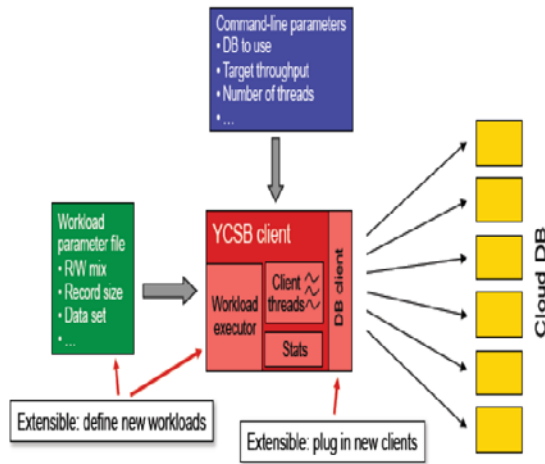 Command-line parameters
• DB to use
• Target throughput
• Number of threads
• ...
Workload
parameter file
• R/W mix
• Record size
• Data set
• ...
YCSB client
Workload
executor
Client
threads
Stats
DB client
Cloud DB
Extensible: define new workloads
Extensible: plug in new clients